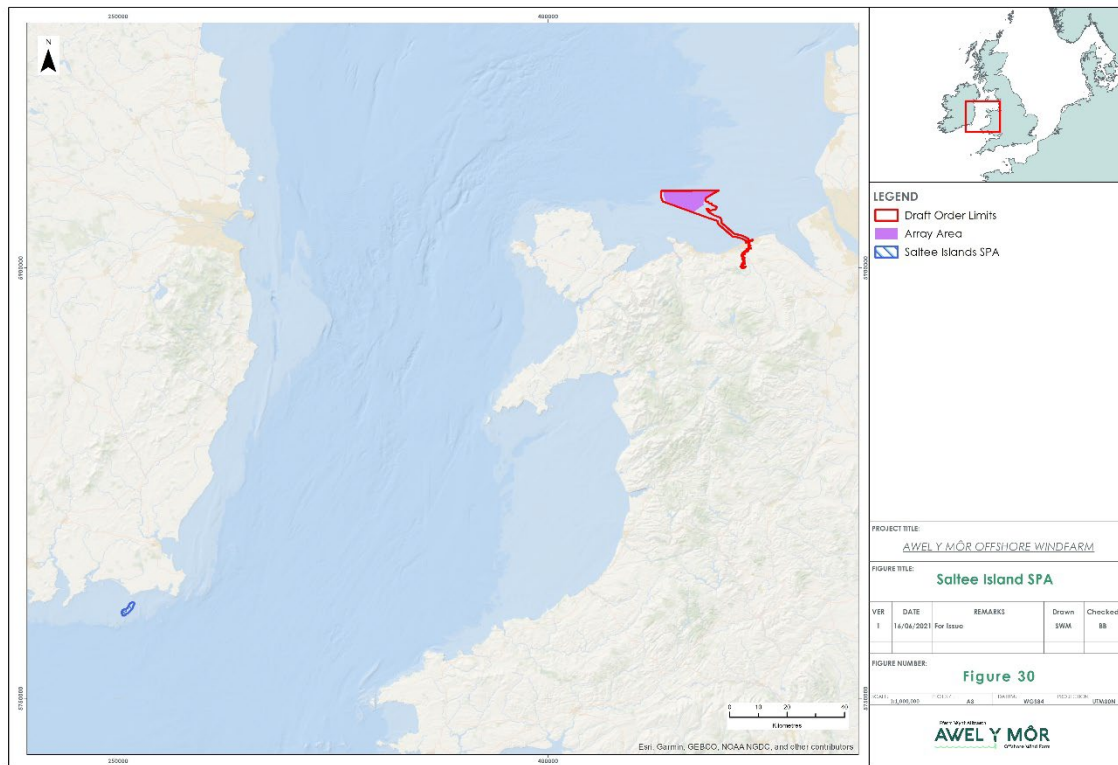 350000
400000
N
LEGEND
Draft Order Limits
Array Area
Saltee Islands SPA
PROJECT TITLE:
AWEL Y MÔR OFFSHORE WINDFARM
FIGURE TITLE:
Saltee Island SPA
VER DATE REMARKS Drawn Checked
1 16/06/2021 For Issue SWM BB
FIGURE NUMBER:
Figure 30
A3 WGS84 UTM30N
0 10 20 40
Kilometres
Esri, Garmin, GEBCO, NOAA NGDC, and other contributors
400000
AWEL Y MÔR
Offshore Wind Farm